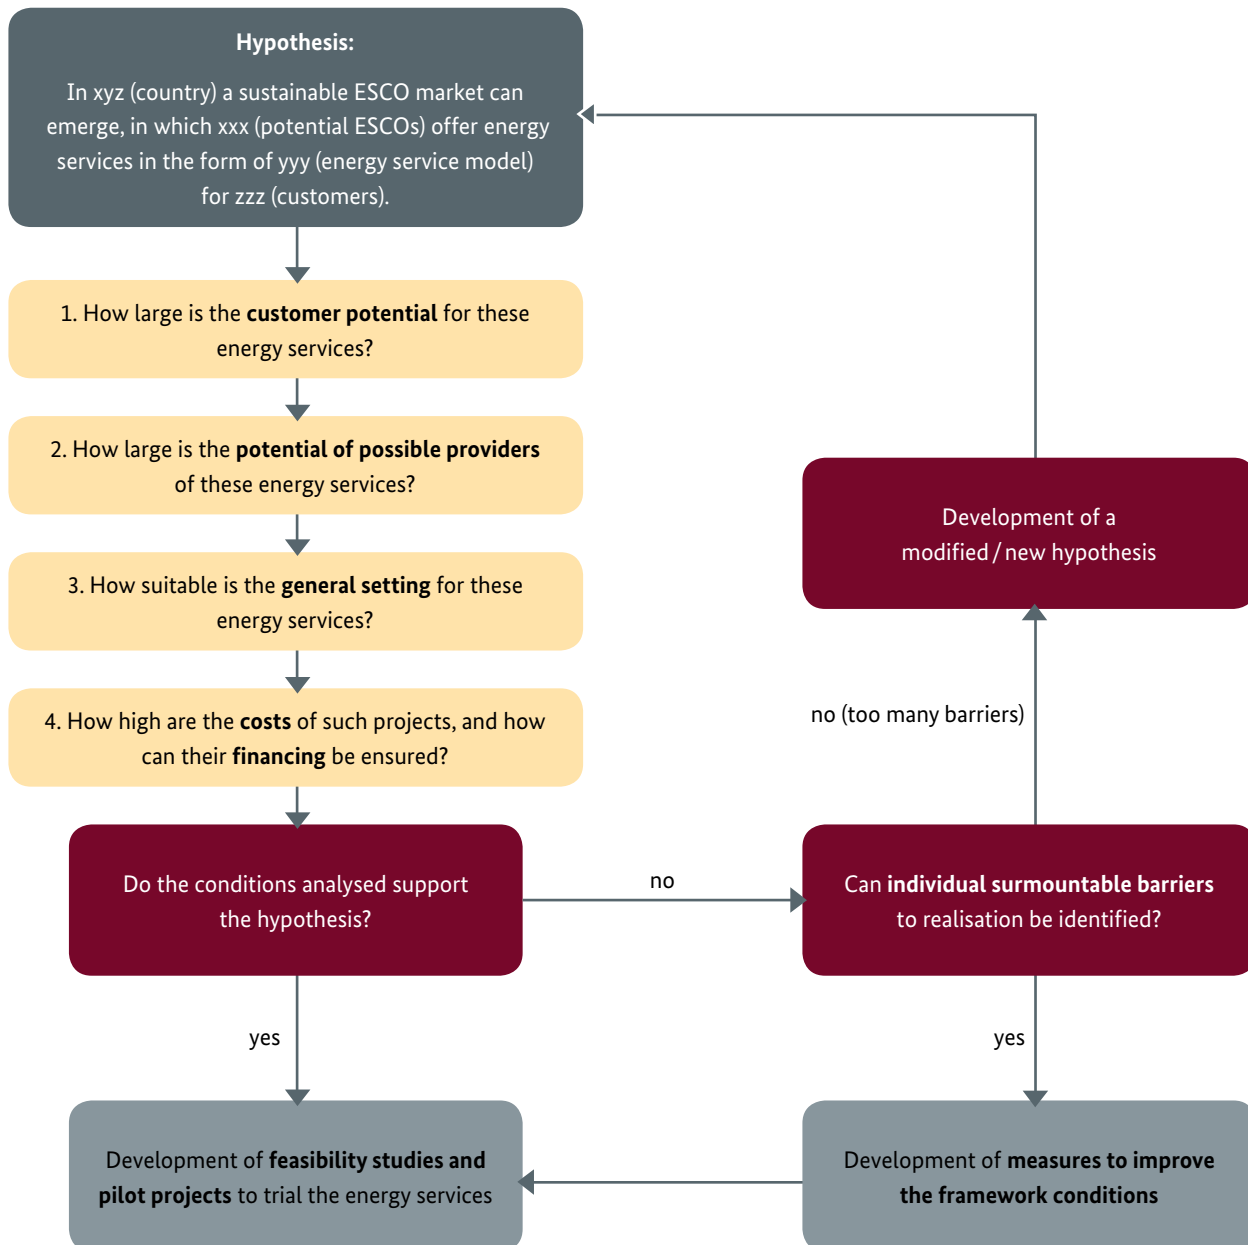 Hypothesis:
In xyz (country) a sustainable ESCO market can
emerge, in which xxx (potential ESCOs) offer energy
services in the form of yyy (energy service model)
for zzz (customers).
1. How large is the customer potential for these
energy services?
2. How large is the potential of possible providers
of these energy services?
3. How suitable is the general setting for these
energy services?
4. How high are the costs of such projects, and how
can their financing be ensured?
Do the conditions analysed support
the hypothesis?
no
Can individual surmountable barriers
to realisation be identified?
no (too many barriers)
Development of a
modified / new hypothesis
yes
yes
Development of feasibility studies and
pilot projects to trial the energy services
Development of measures to improve
the framework conditions